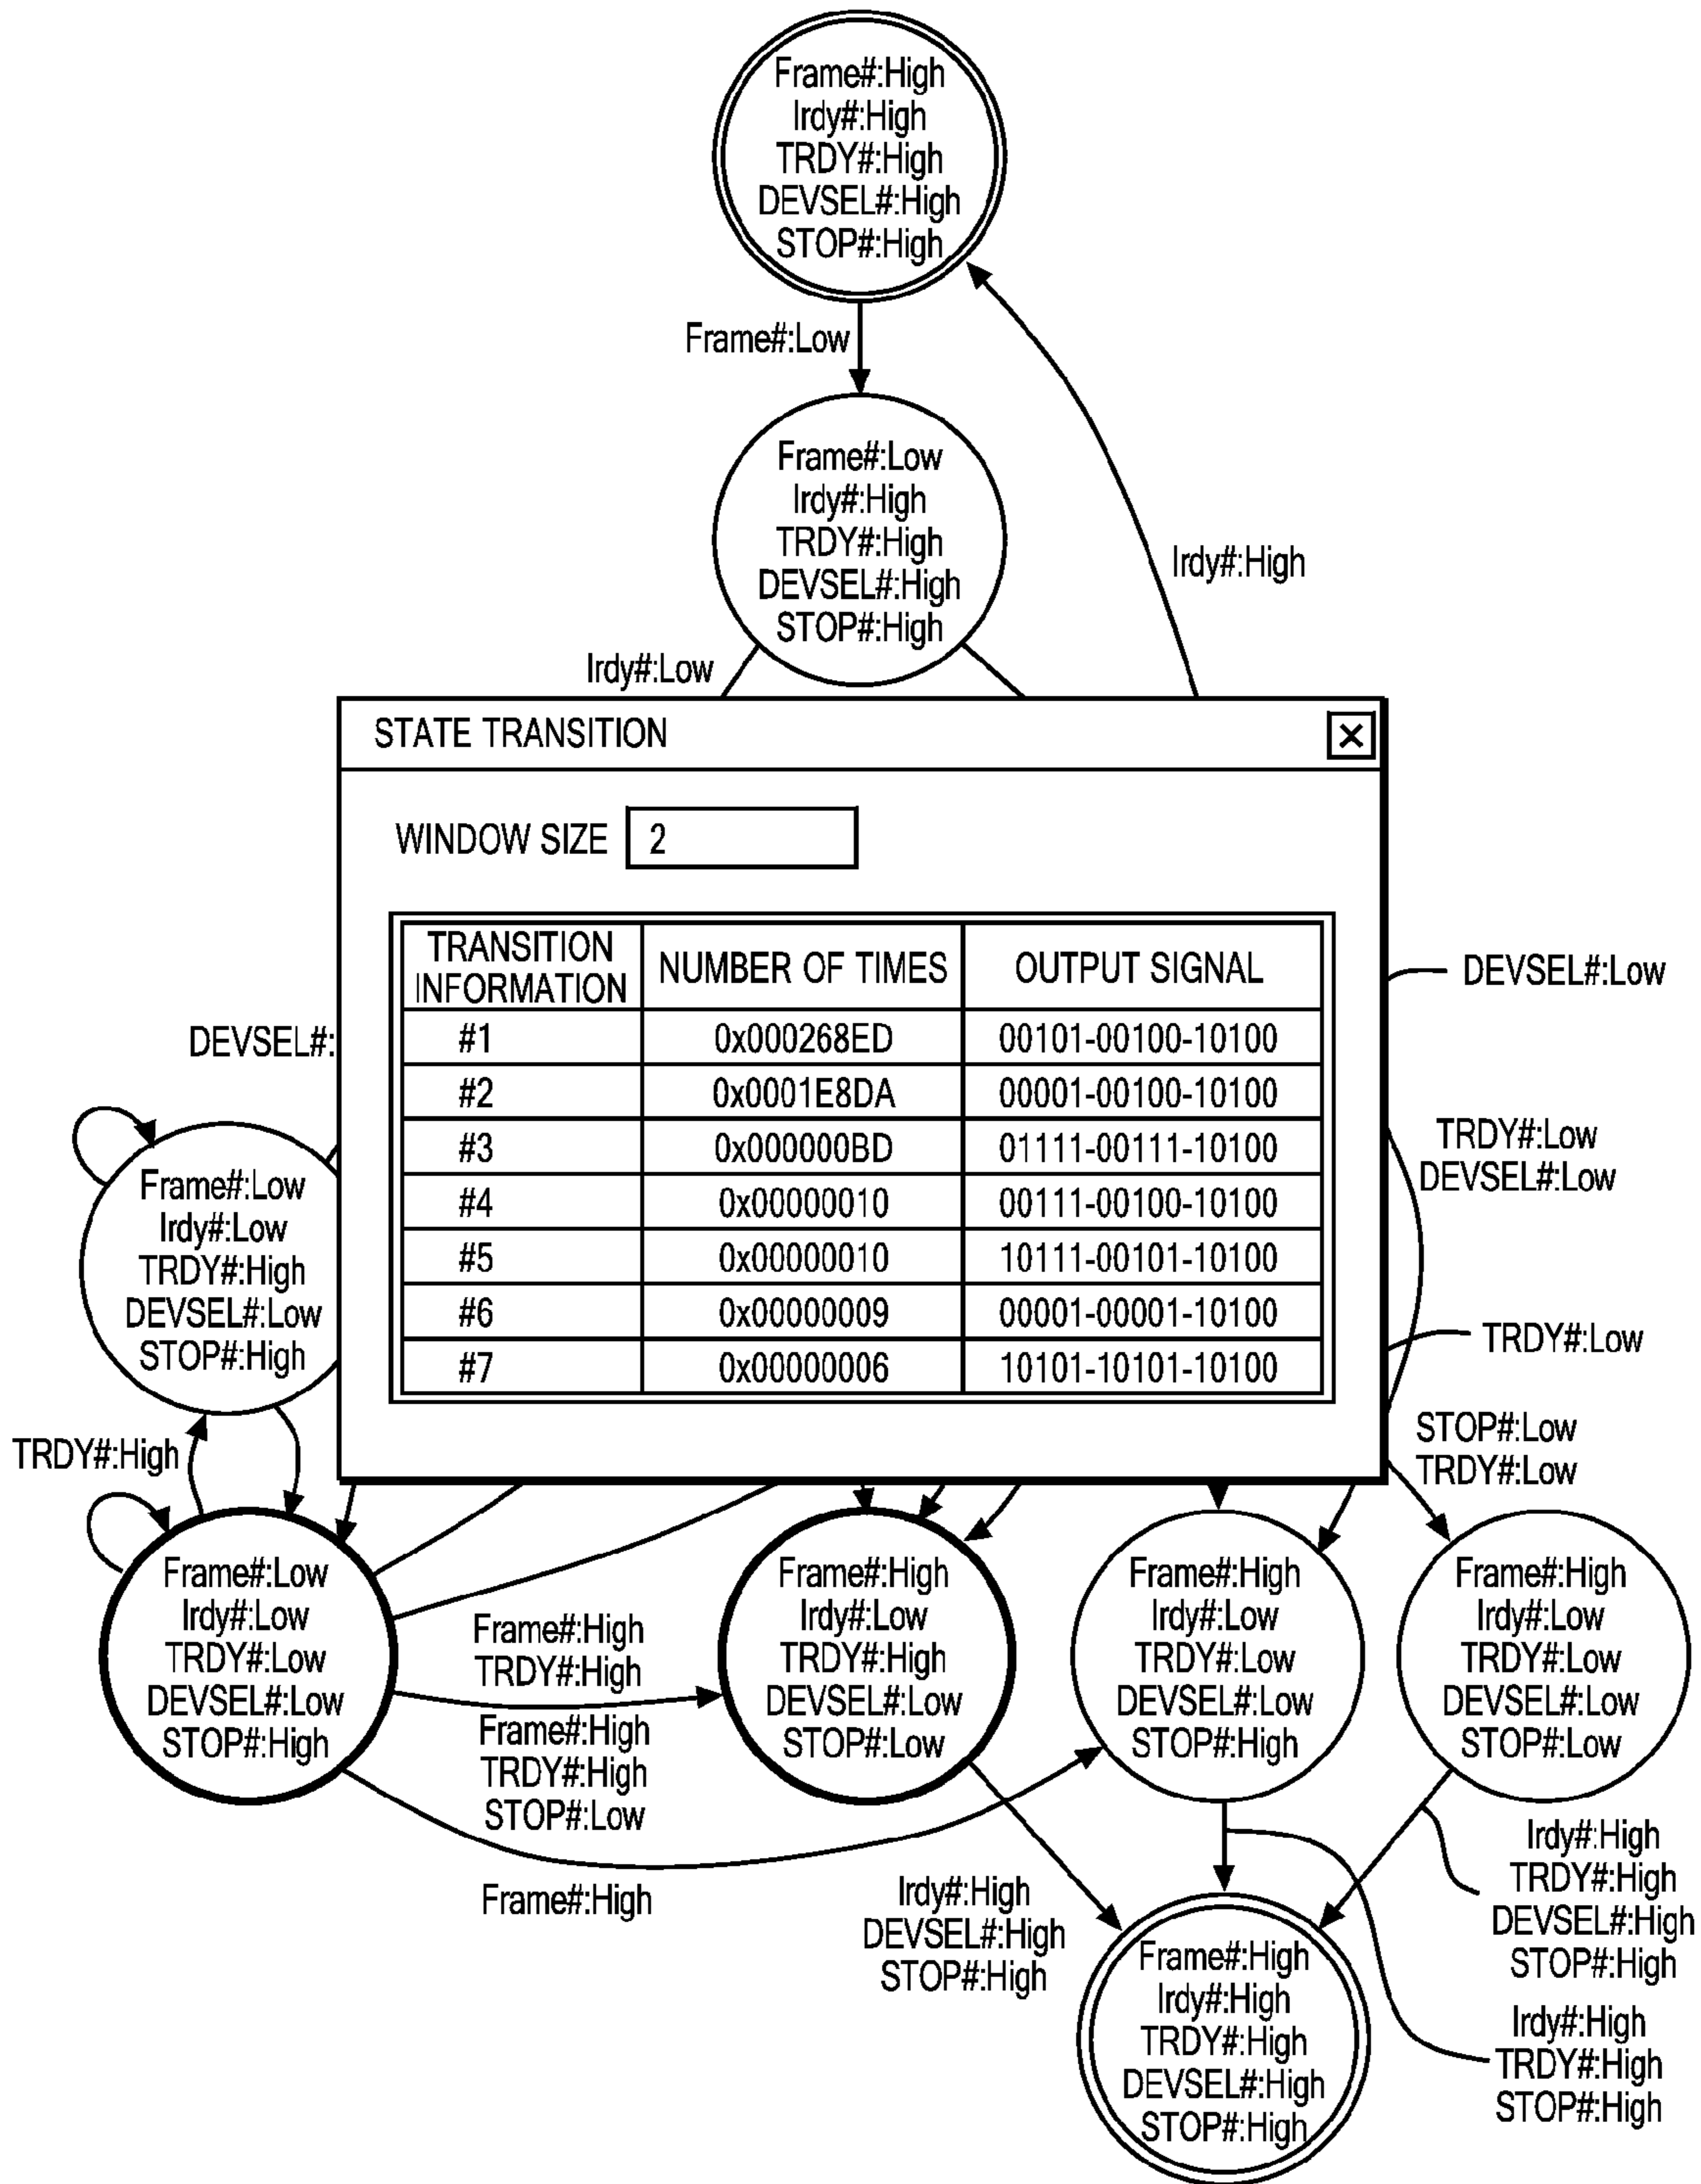 Frame#:High
Irdy#:High
TRDY#:High
DEVSEL#:High
STOP#:High
Frame#:Low
Frame#:Low
Irdy#:High
TRDY#:High
DEVSEL#:High
STOP#:High
Irdy#:High
Irdy#:Low
STATE TRANSITION
WINDOW SIZE 2
TRANSITION INFORMATION NUMBER OF TIMES OUTPUT SIGNAL
#1 0x000268ED 00101-00100-10100
#2 0x0001E8DA 00001-00100-10100
#3 0x000000BD 01111-00111-10100
#4 0x00000010 00111-00100-10100
#5 0x00000010 10111-00101-10100
#6 0x00000009 00001-00001-10100
#7 0x00000006 10101-10101-10100
DEVSEL#:
DEVSEL#:Low
TRDY#:Low
DEVSEL#:Low
TRDY#:Low
STOP#:Low
TRDY#:Low
Frame#:Low
Irdy#:Low
TRDY#:High
DEVSEL#:Low
STOP#:High
TRDY#:High
Frame#:Low
Irdy#:Low
TRDY#:Low
DEVSEL#:Low
STOP#:High
Frame#:High
TRDY#:High
Frame#:High
TRDY#:High
STOP#:Low
Frame#:High
Frame#:High
Irdy#:Low
TRDY#:High
DEVSEL#:Low
STOP#:Low
Frame#:High
Irdy#:Low
TRDY#:Low
DEVSEL#:Low
STOP#:High
Frame#:High
Irdy#:Low
TRDY#:Low
DEVSEL#:Low
STOP#:Low
Irdy#:High
DEVSEL#:High
STOP#:High
Irdy#:High
TRDY#:High
DEVSEL#:High
STOP#:High
Frame#:High
Irdy#:High
TRDY#:High
DEVSEL#:High
STOP#:High
Irdy#:High
TRDY#:High
STOP#:High